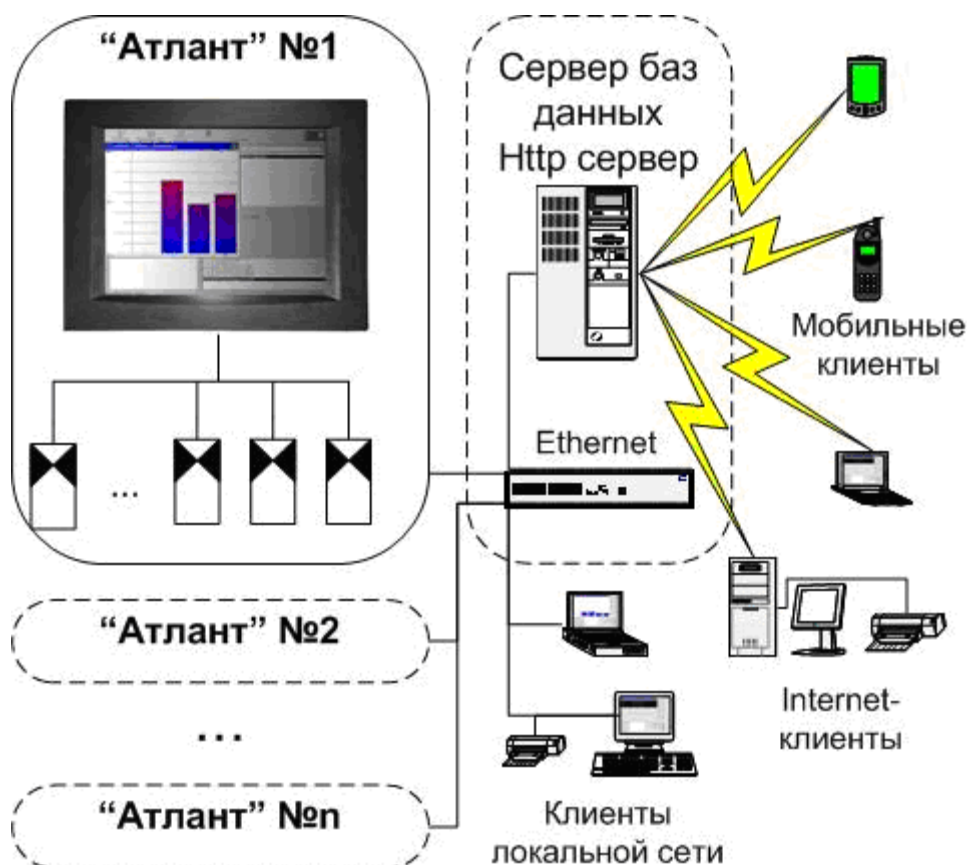 “Атлант” №1
Сервер баз
данных
Http сервер
Мобильные
клиенты
Ethernet
...
“Атлант” №2
...
“Атлант” №n
Internet-
клиенты
Клиенты
локальной сети